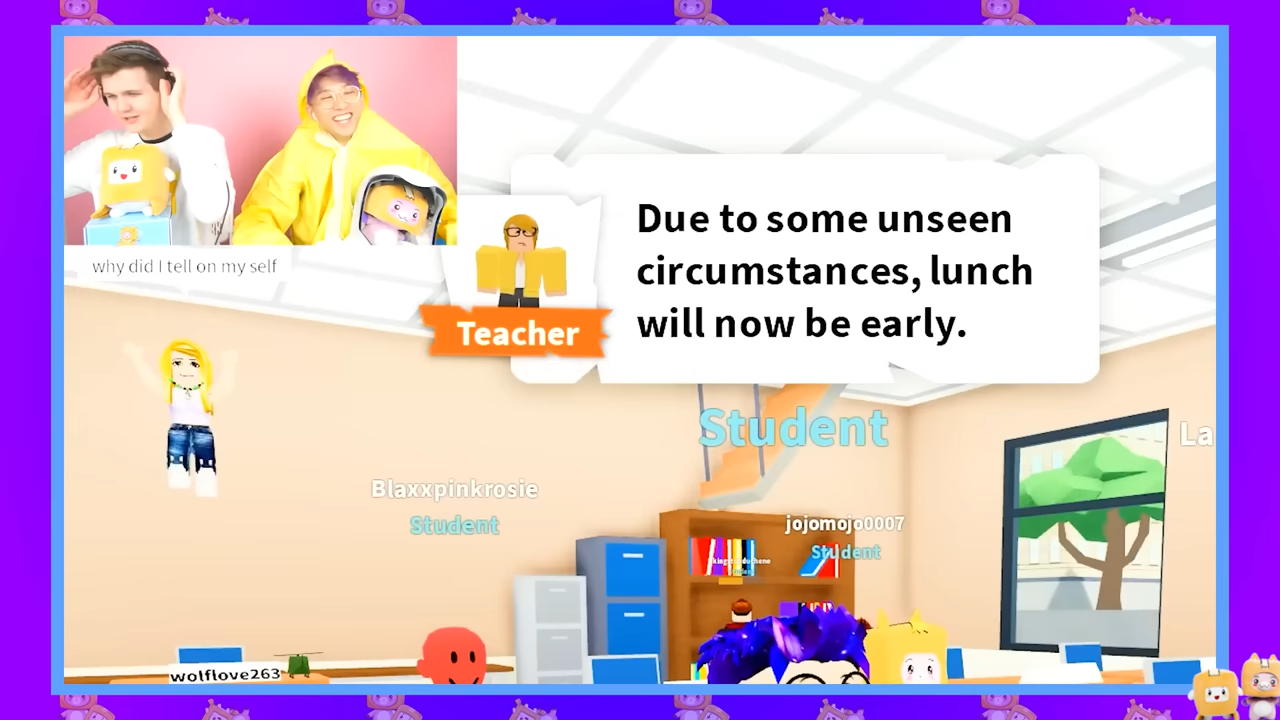 why did I tell on my self
Due to some unseen
circumstances, lunch
will now be early.
Teacher
Student
La
Blaxxpinkrosie
Student
jojomojo0007
Student
wolflove263